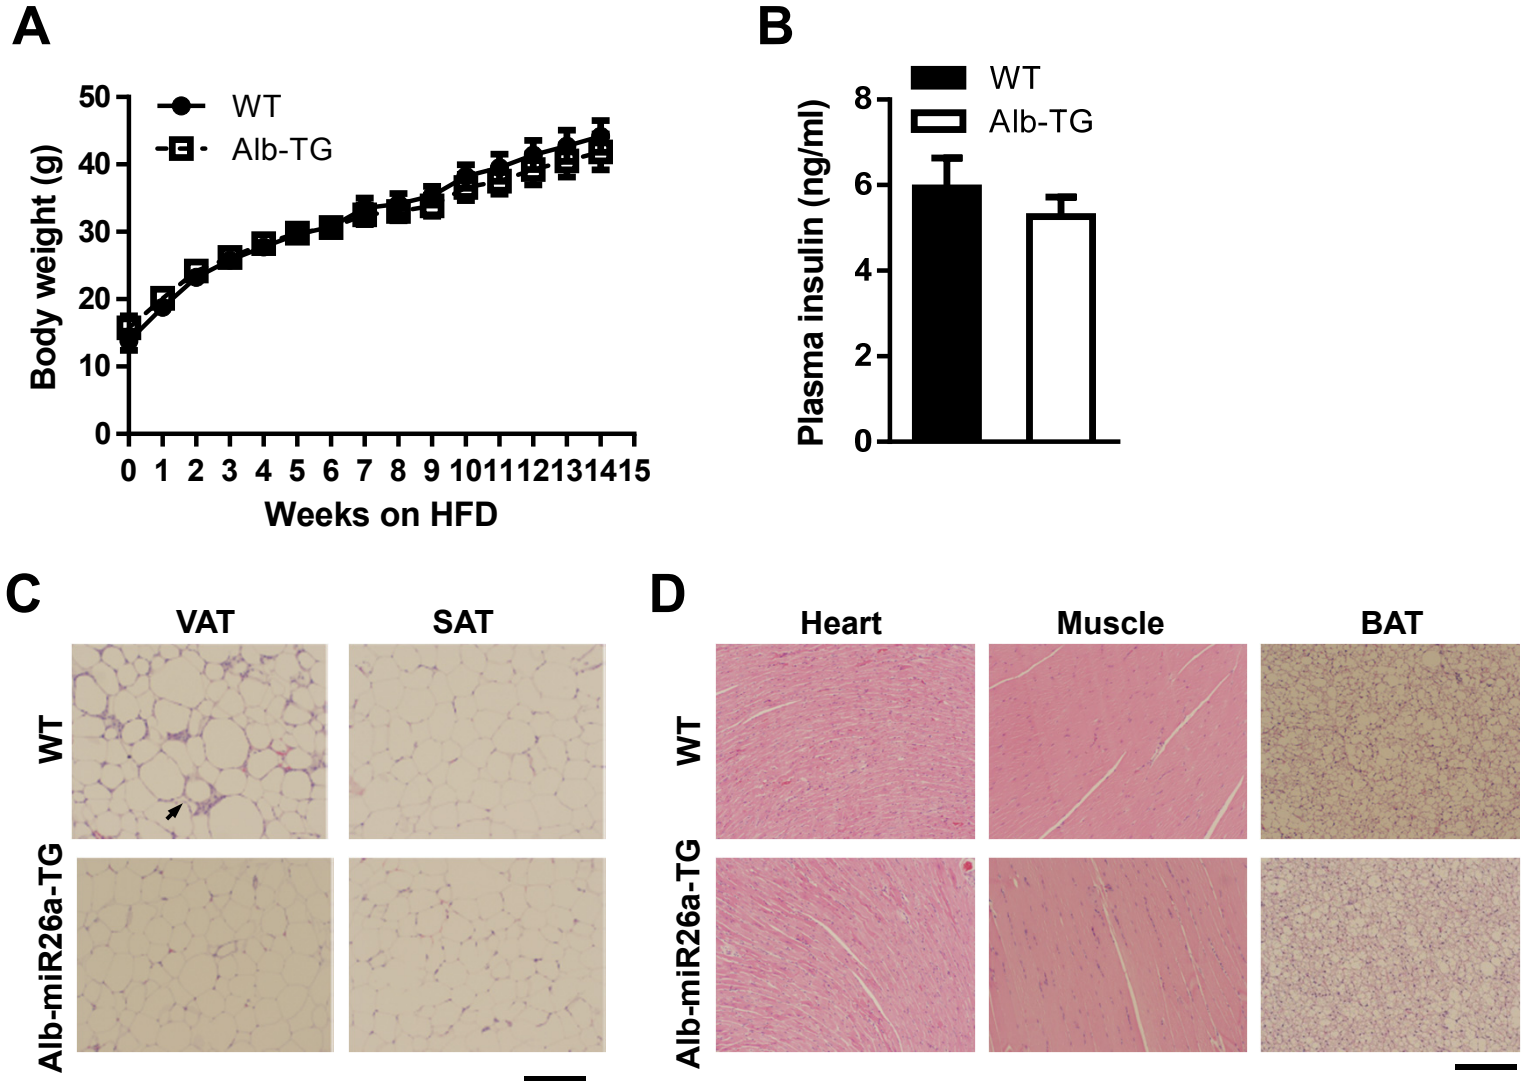 A
Body weight (g)
50
40
30
20
10
0
WT
Alb-TG
0 1 2 3 4 5 6 7 8 9 10 11 12 13 14 15
Weeks on HFD
B
Plasma insulin (ng/ml)
8
6
4
2
0
WT
Alb-TG
C
VAT SAT
WT
Alb-miR26a-TG
D
Heart Muscle BAT
WT
Alb-miR26a-TG